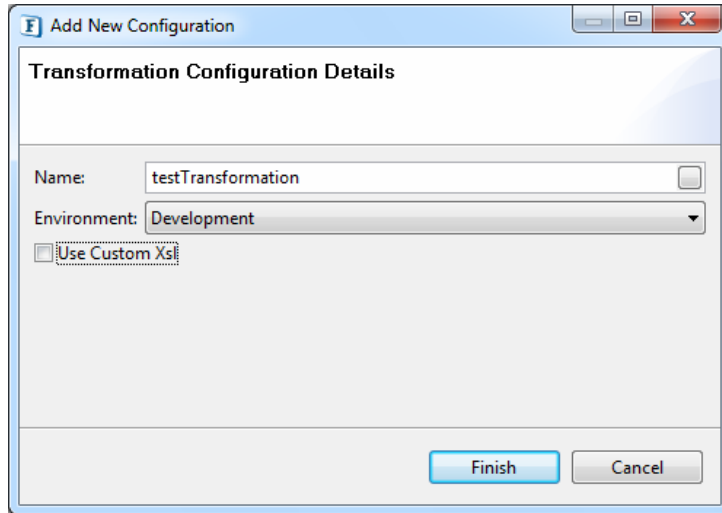 F Add New Configuration
Transformation Configuration Details
Name: testTransformation
Environment: Development
Use Custom Xsl
Finish Cancel